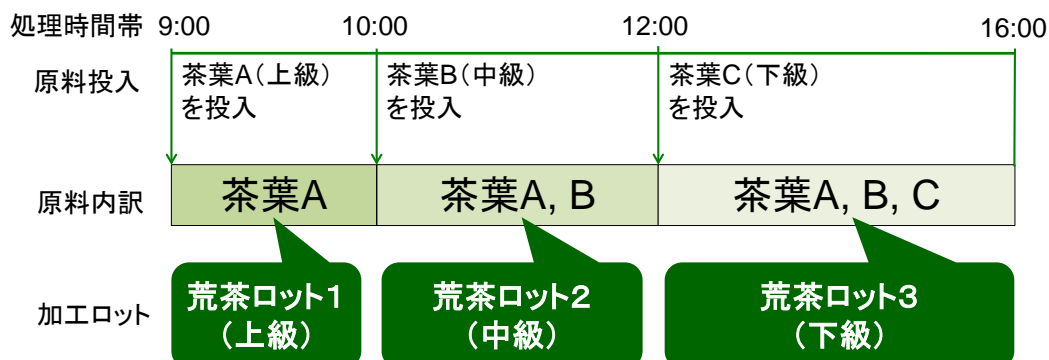 処理時間帯 9:00 10:00 12:00 16:00
原料投入 茶葉A(上級) 茶葉B(中級) 茶葉C(下級)
を投入 を投入 を投入
原料内訳 茶葉A 茶葉A, B 茶葉A, B, C
加工ロット 荒茶ロット1 荒茶ロット2 荒茶ロット3
(上級) (中級) (下級)